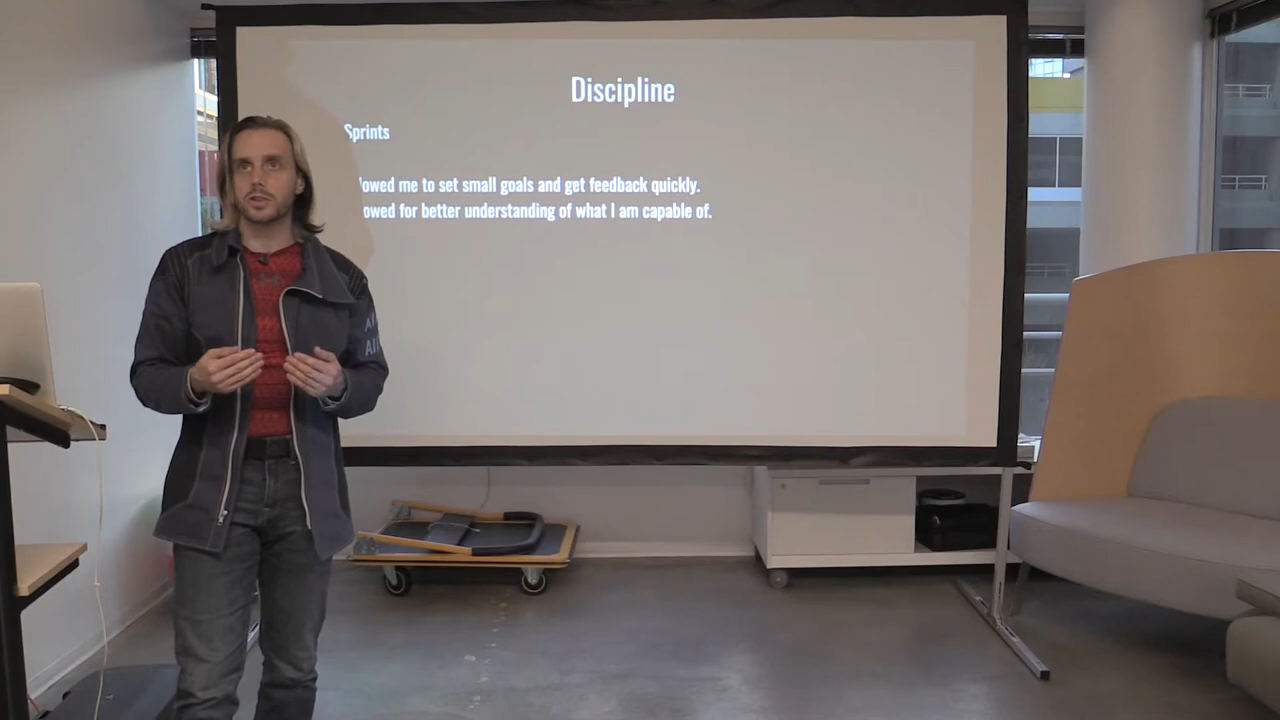 Discipline
Sprints
lowed me to set small goals and get feedback quickly.
owed for better understanding of what I am capable of.